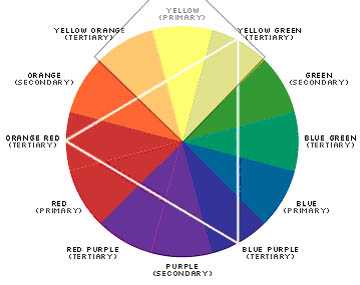 YELLOW
(PRIMARY)
YELLOW ORANGE
(TERTIARY)
YELLOW GREEN
(TERTIARY)
ORANGE
(SECONDARY)
GREEN
(SECONDARY)
ORANGE RED
(TERTIARY)
BLUE GREEN
(TERTIARY)
RED
(PRIMARY)
BLUE
(PRIMARY)
RED PURPLE
(TERTIARY)
BLUE PURPLE
(TERTIARY)
PURPLE
(SECONDARY)